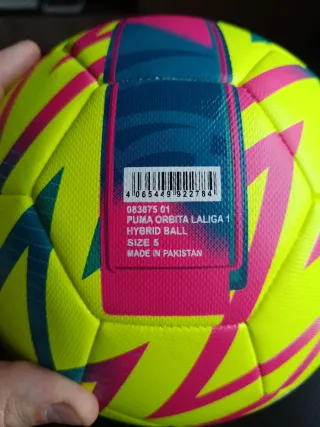 4 065449 922784
083875 01
PUMA ORBITA LALIGA 1
HYBRID BALL
SIZE 5
MADE IN PAKISTAN